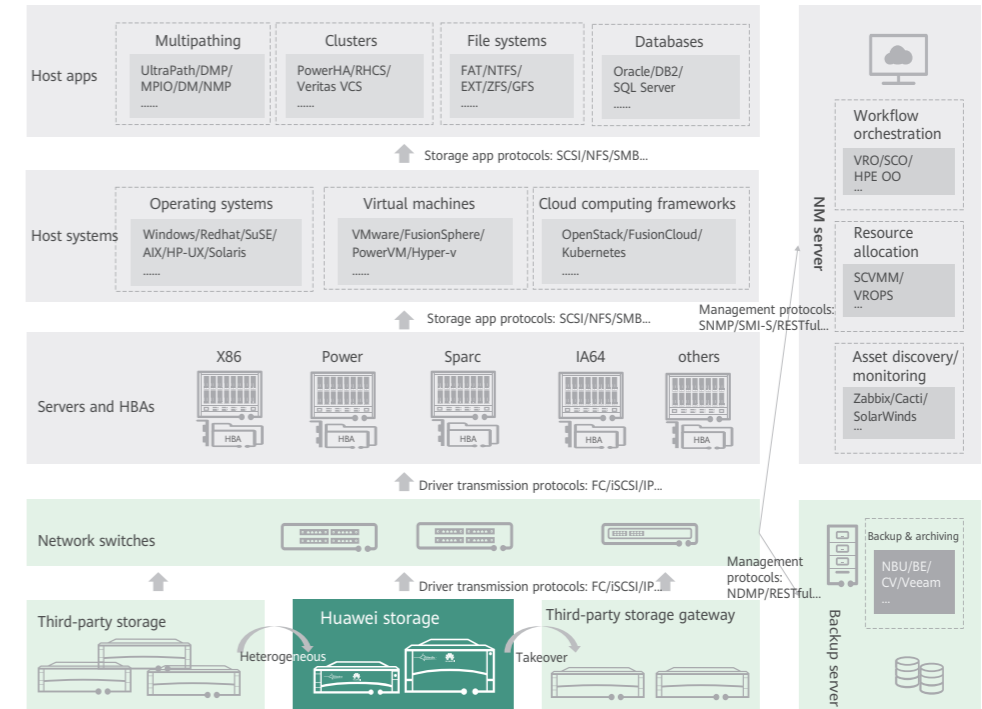 Host apps
Multipathing
UltraPath/DMP/
MPIO/DM/NMP
......
Clusters
PowerHA/RHCS/
Veritas VCS
......
File systems
FAT/NTFS/
EXT/ZFS/GFS
......
Databases
Oracle/DB2/
SQL Server
......
Storage app protocols: SCSI/NFS/SMB...
Host systems
Operating systems
Windows/Redhat/SuSE/
AIX/HP-UX/Solaris
......
Virtual machines
VMware/FusionSphere/
PowerVM/Hyper-v
......
Cloud computing frameworks
OpenStack/FusionCloud/
Kubernetes
......
Storage app protocols: SCSI/NFS/SMB...
Servers and HBAs
X86
HBA
Power
HBA
Sparc
HBA
IA64
HBA
others
HBA
Driver transmission protocols: FC/iSCSI/IP...
Network switches
Driver transmission protocols: FC/iSCSI/IP...
Third-party storage
Heterogeneous
Huawei storage
Takeover
Third-party storage gateway
Management protocols:
SNMP/SMI-S/RESTful...
NM server
Workflow
orchestration
VRO/SCO/
HPE OO
...
Resource
allocation
SCVMM/
VROPS
...
Asset discovery/
monitoring
Zabbix/Cacti/
SolarWinds
...
Management
protocols:
NDMP/RESTful...
Backup & archiving
NBU/BE/
CV/Veeam
...
Backup server